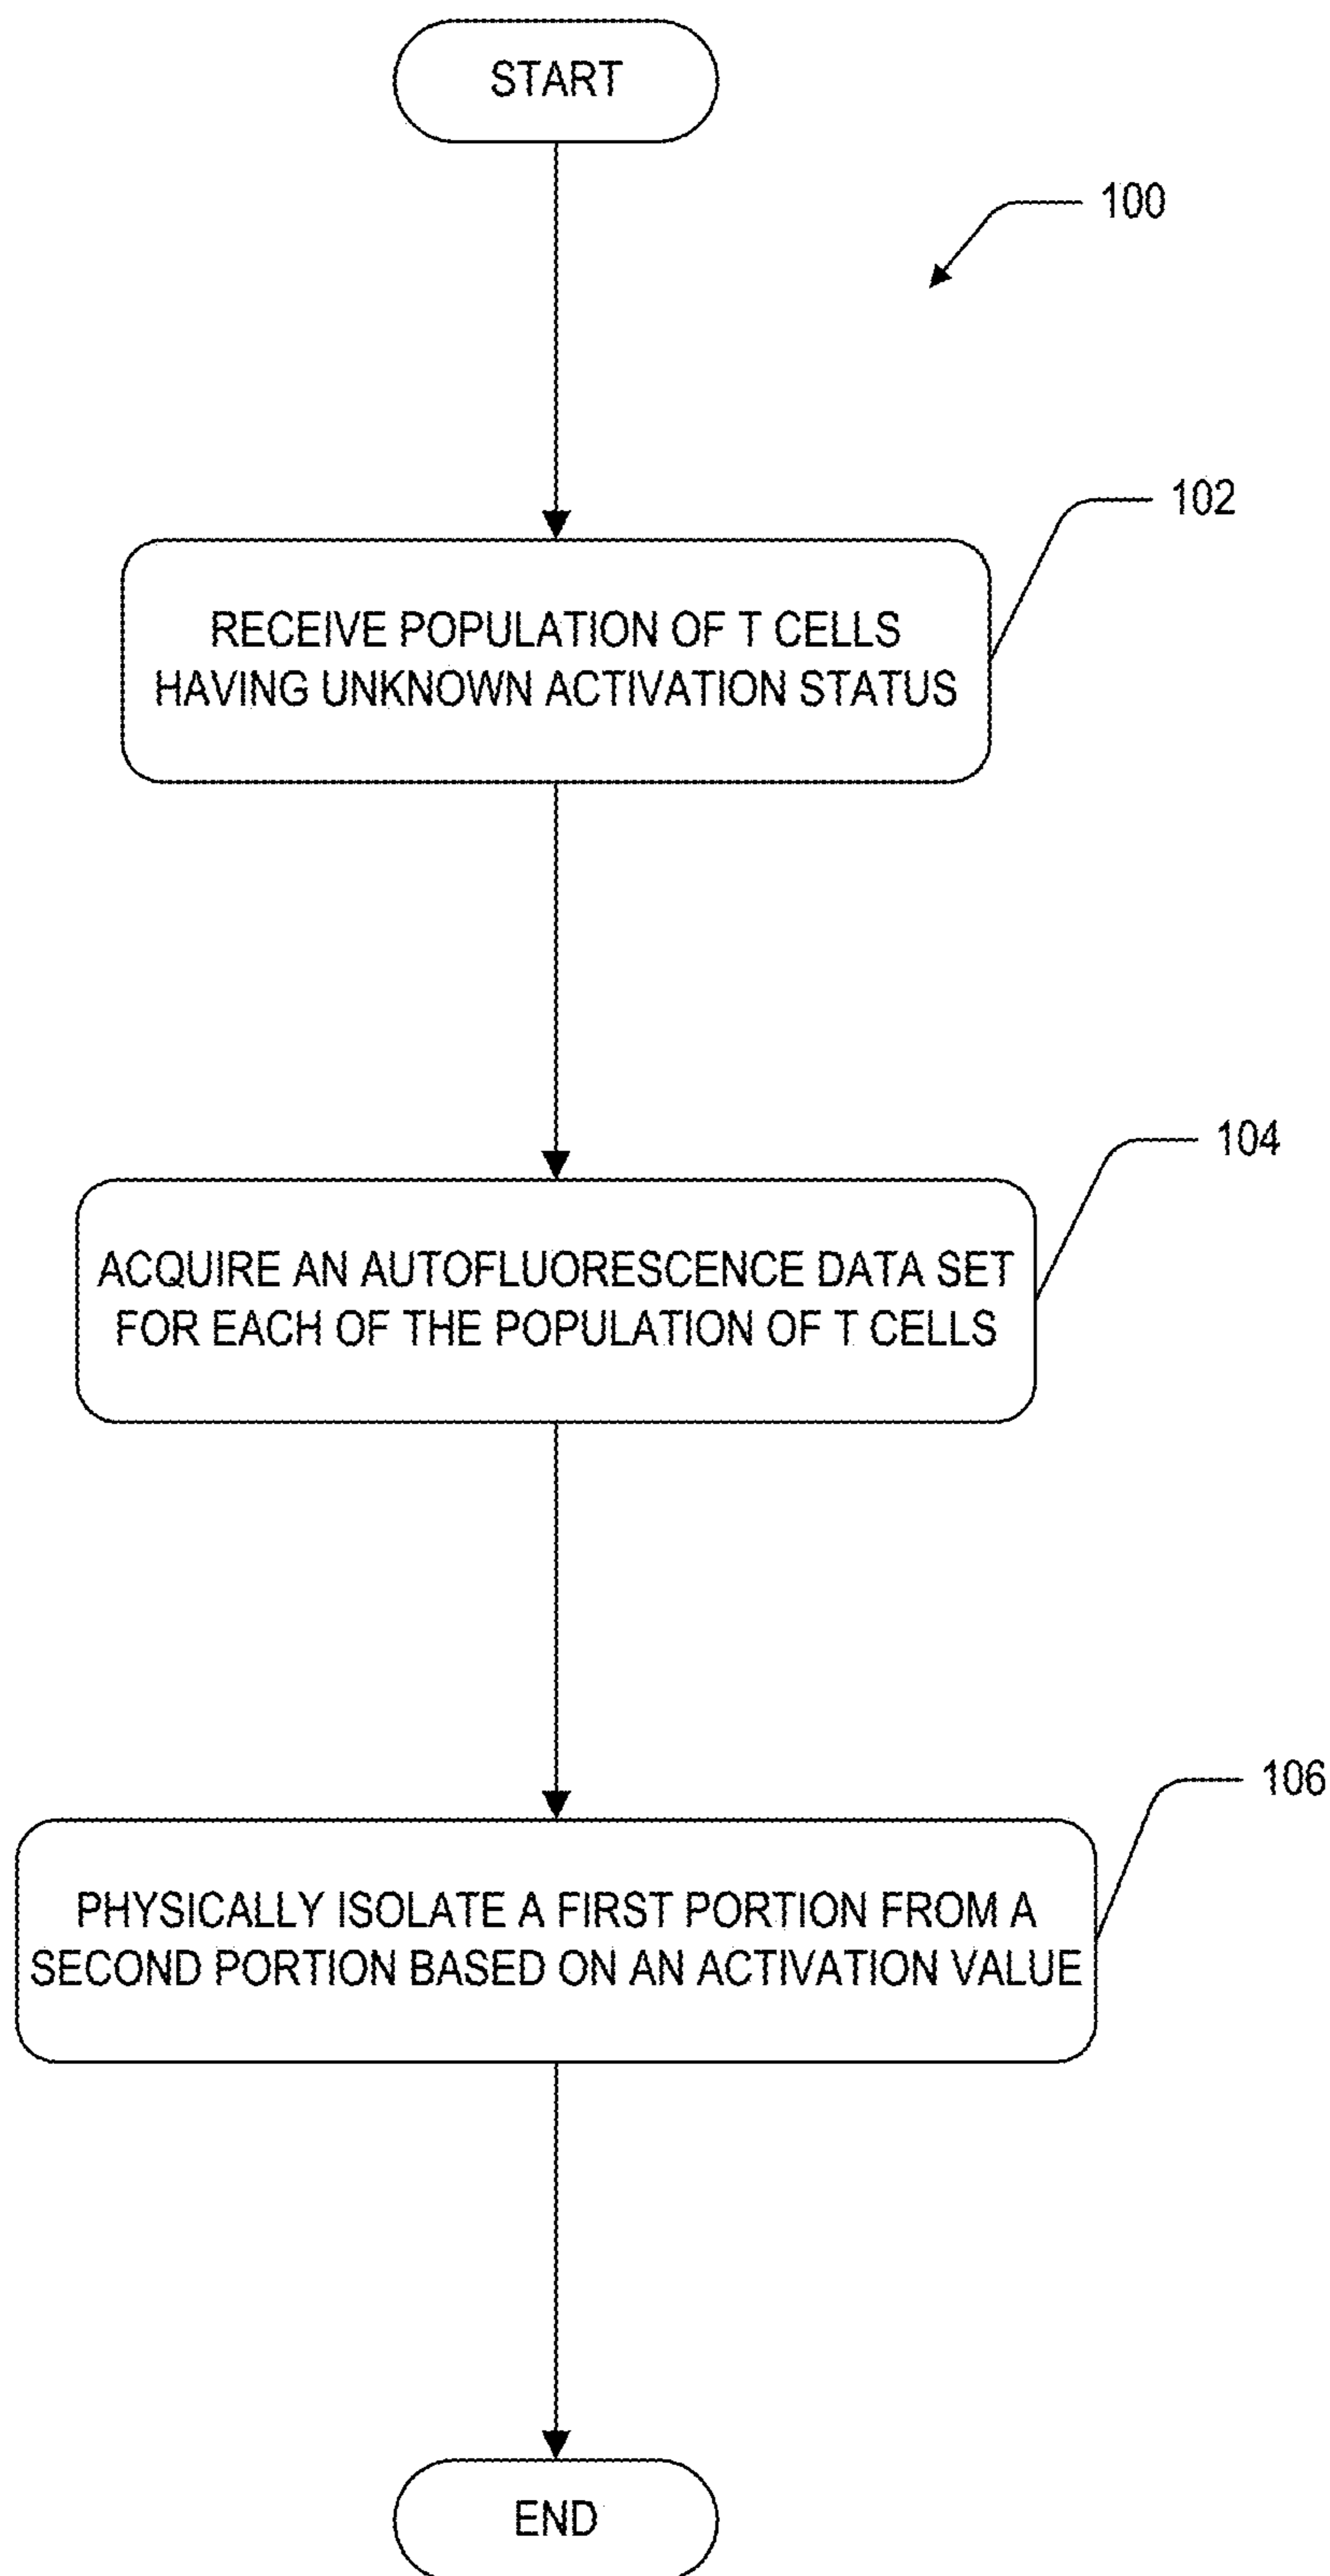 START
100
102
RECEIVE POPULATION OF T CELLS
HAVING UNKNOWN ACTIVATION STATUS
104
ACQUIRE AN AUTOFLUORESCENCE DATA SET
FOR EACH OF THE POPULATION OF T CELLS
106
PHYSICALLY ISOLATE A FIRST PORTION FROM A
SECOND PORTION BASED ON AN ACTIVATION VALUE
END